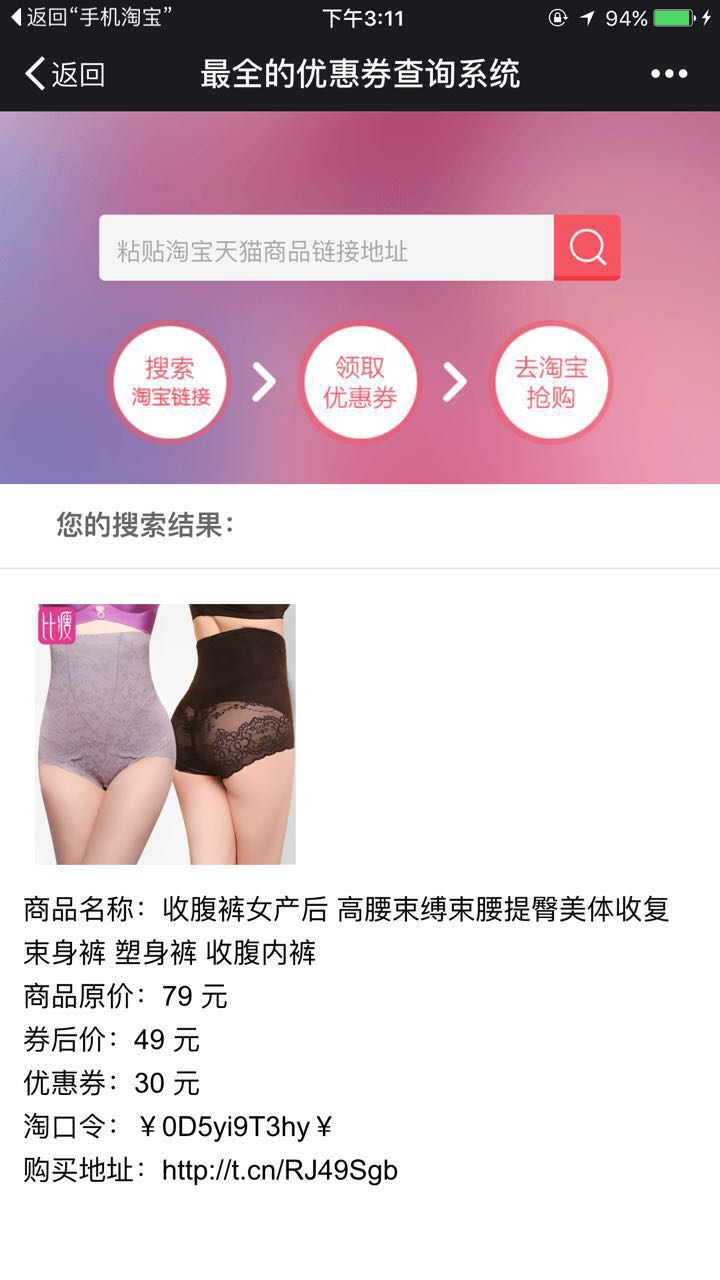 返回“手机淘宝”
下午3:11
94%
返回
最全的优惠券查询系统
粘贴淘宝天猫商品链接地址
搜索
淘宝链接
领取
优惠券
去淘宝
抢购
您的搜索结果：
比瘦
商品名称：收腹裤女产后 高腰束缚束腰提臀美体收复
束身裤 塑身裤 收腹内裤
商品原价：79 元
券后价：49 元
优惠券：30 元
淘口令：￥0D5yi9T3hy￥
购买地址：http://t.cn/RJ49Sgb